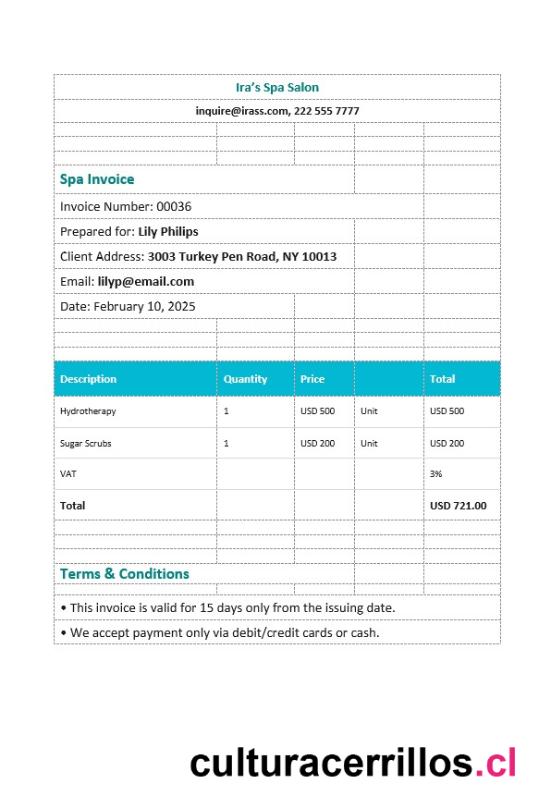 Ira’s Spa Salon
inquire@irass.com, 222 555 7777
Spa Invoice
Invoice Number: 00036
Prepared for: Lily Philips
Client Address: 3003 Turkey Pen Road, NY 10013
Email: lilyp@email.com
Date: February 10, 2025
Description Quantity Price Total
Hydrotherapy 1 USD 500 Unit USD 500
Sugar Scrubs 1 USD 200 Unit USD 200
VAT 3%
Total USD 721.00
Terms & Conditions
• This invoice is valid for 15 days only from the issuing date.
• We accept payment only via debit/credit cards or cash.
culturacerrillos.cl